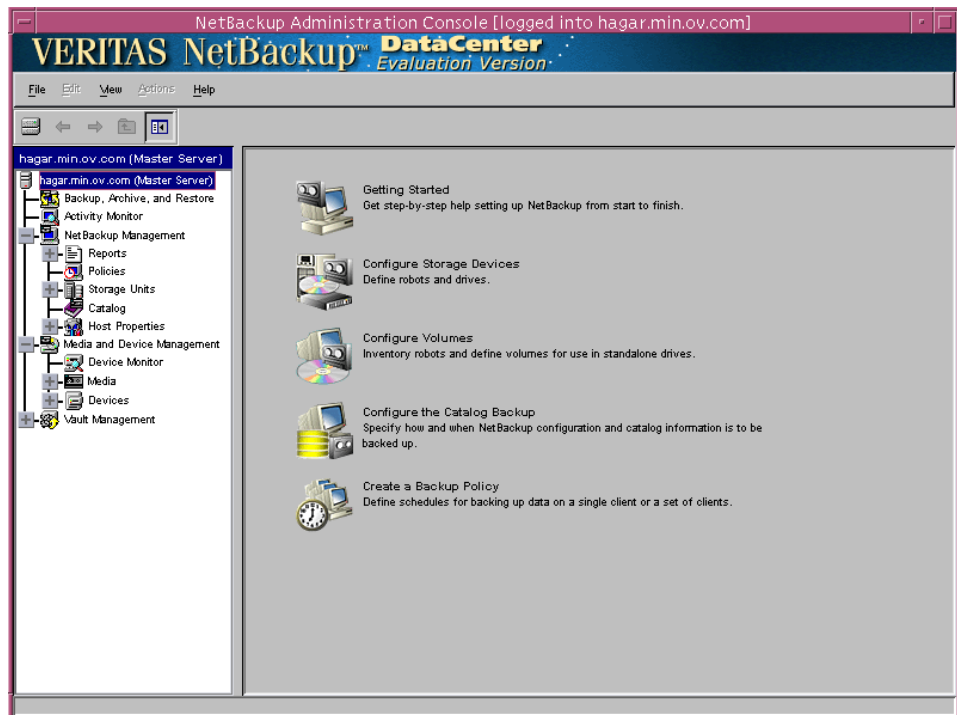 NetBackup Administration Console [logged into hagar.min.ov.com]
VERITAS NetBackup™ DataCenter
Evaluation Version
File Edit View Actions Help
hagar.min.ov.com (Master Server)
hagar.min.ov.com (Master Server)
Backup, Archive, and Restore
Activity Monitor
NetBackup Management
Reports
Policies
Storage Units
Catalog
Host Properties
Media and Device Management
Device Monitor
Media
Devices
Vault Management
Getting Started
Get step-by-step help setting up NetBackup from start to finish.
Configure Storage Devices
Define robots and drives.
Configure Volumes
Inventory robots and define volumes for use in standalone drives.
Configure the Catalog Backup
Specify how and when NetBackup configuration and catalog information is to be
backed up.
Create a Backup Policy
Define schedules for backing up data on a single client or a set of clients.